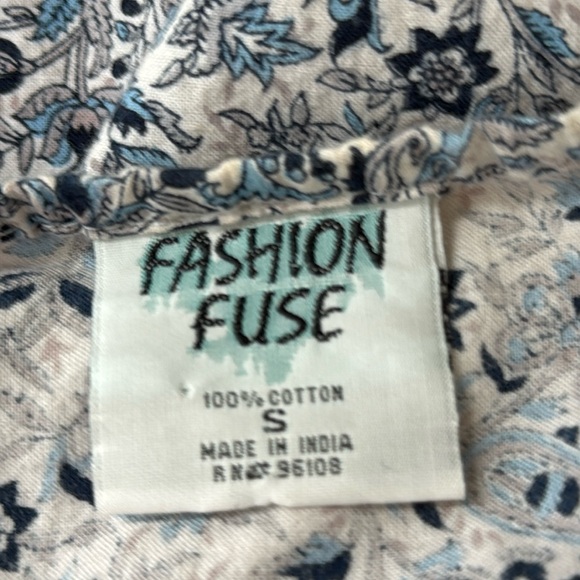 FASHION
FUSE
100% COTTON
S
MADE IN INDIA
RN# 96108